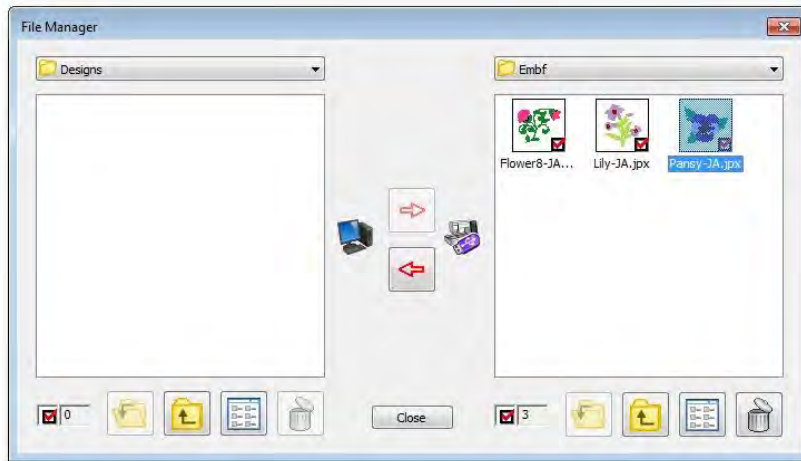 File Manager
Designs
Embf
Flower8-JA...
Lily-JA.jpx
Pansy-JA.jpx
0
Close
3